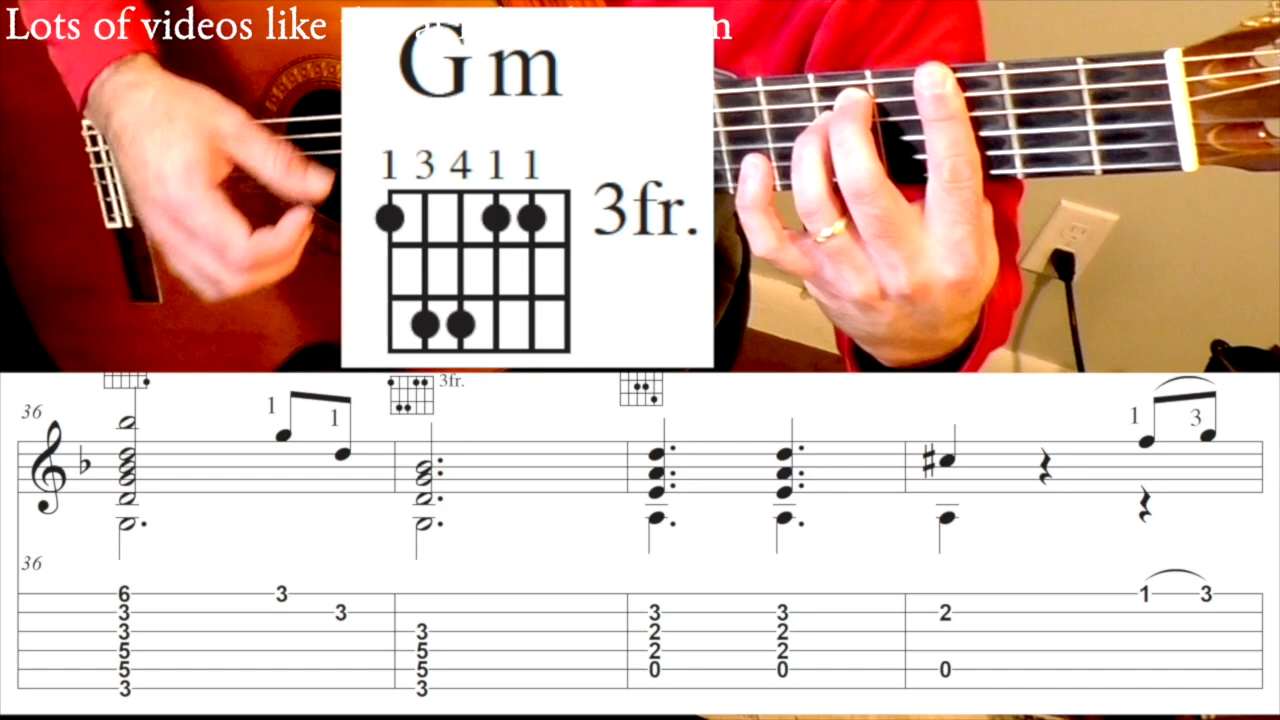 Lots of videos like
m
Gm
1 3 4 1 1
3fr.
3fr.
36
1 1
1 3
36
6 3 1 3
3 3 3 3 2
3 3 2 2
5 5 2 2
5 5 0 0 0
3 3